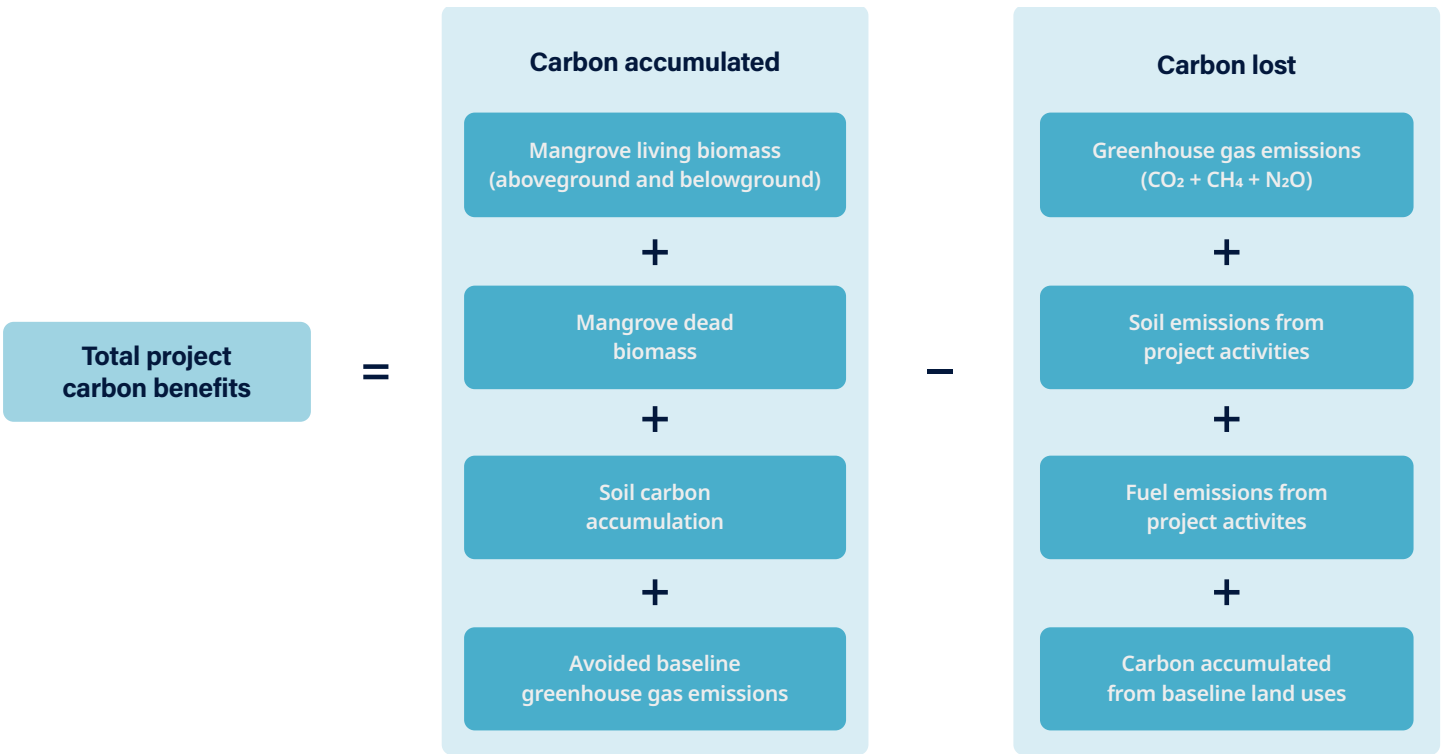 Total project
carbon benefits
=
Carbon accumulated
Mangrove living biomass
(aboveground and belowground)
+
Mangrove dead
biomass
+
Soil carbon
accumulation
+
Avoided baseline
greenhouse gas emissions
–
Carbon lost
Greenhouse gas emissions
(CO₂ + CH₄ + N₂O)
+
Soil emissions from
project activities
+
Fuel emissions from
project activites
+
Carbon accumulated
from baseline land uses